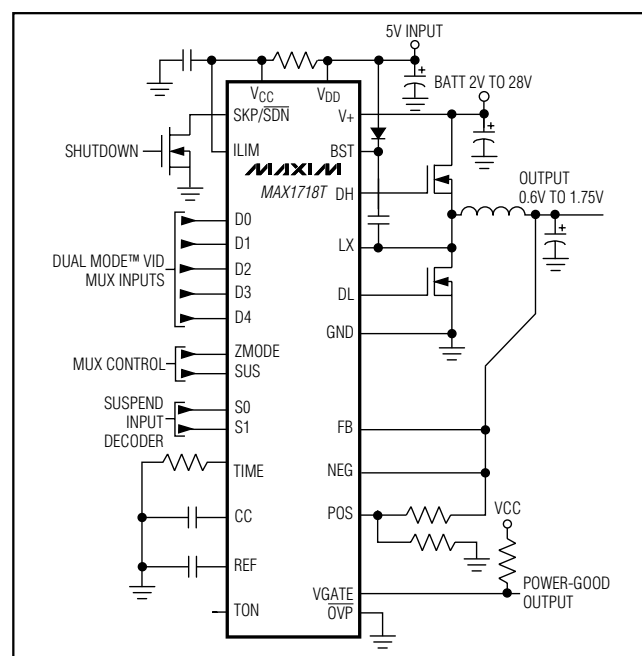 5V INPUT
BATT 2V TO 28V
VCC
VDD
V+
SKP/SDN
BST
SHUTDOWN
ILIM
MAXIM
MAX1718T
DH
OUTPUT
0.6V TO 1.75V
DUAL MODE™ VID
MUX INPUTS
D0
D1
D2
D3
D4
LX
DL
GND
MUX CONTROL
ZMODE
SUS
SUSPEND
INPUT
DECODER
S0
S1
FB
TIME
NEG
CC
POS
VCC
REF
TON
VGATE
OVP
POWER-GOOD
OUTPUT